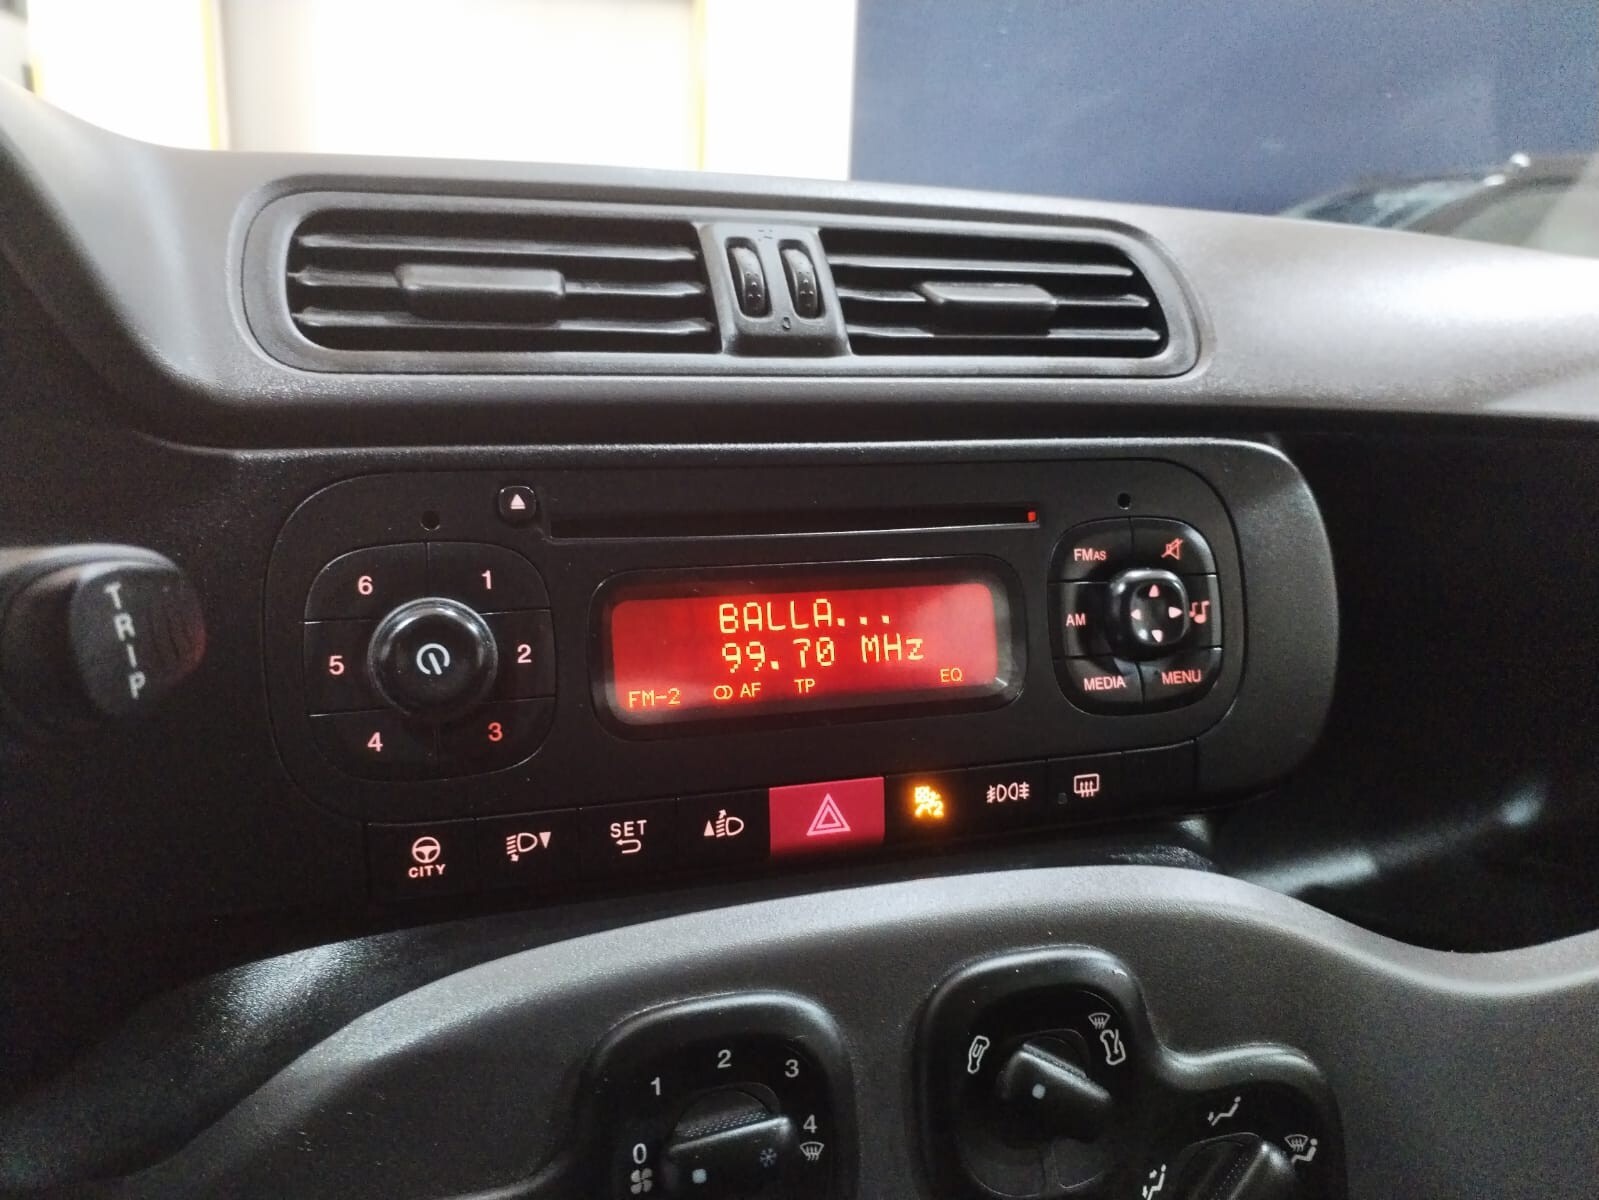 TRIP
6
1
5
2
4
3
BALLA...
99.70 MHz
FM-2 AF TP EQ
FMAS
AM
MEDIA
MENU
CITY
SET
0
1
2
3
4